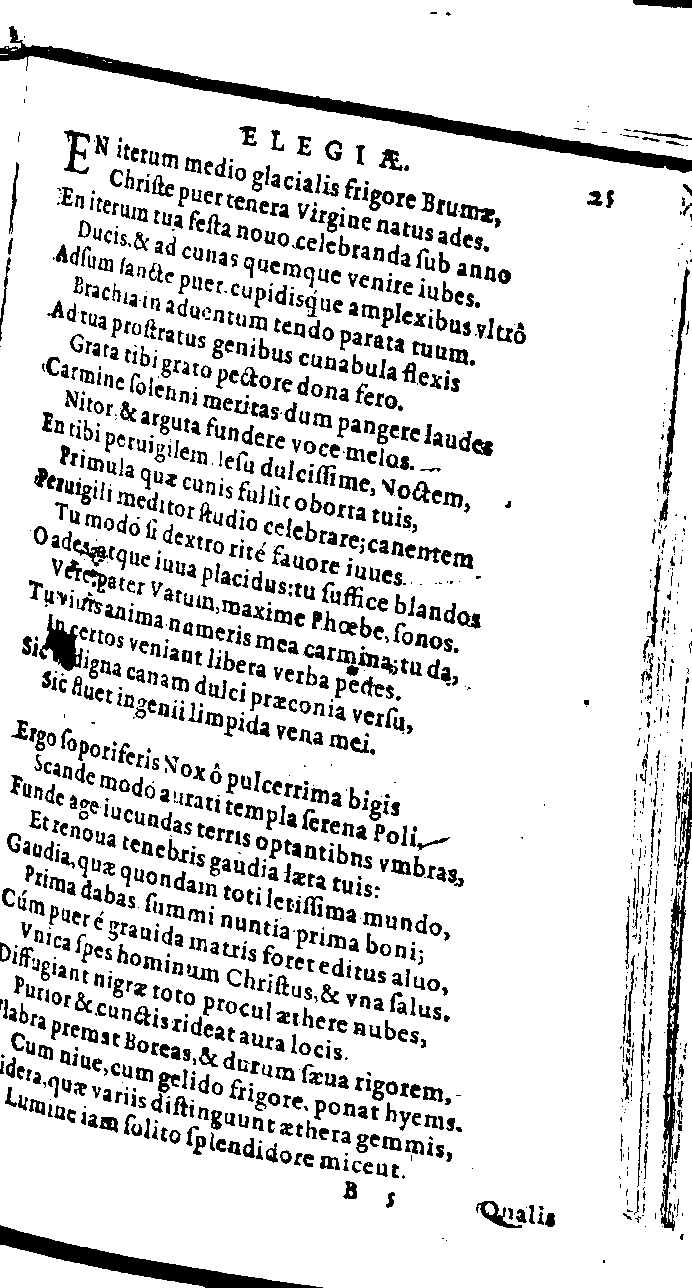 ELEGIÆ.
25
EN iterum medio glacialis frigore Brumæ,
Chriſte puer tenera Virgine natus ades.
En iterum tua feſta nouo celebranda ſub anno
Ducis, & ad cunas quemque venire iubes.
Adſum ſancte puer cupidisq́ue amplexibus vltrô
Brachia in aduentum tendo parata tuum.
Ad tua proſtratus genibus cunabula flexis
Grata tibi grato pectore dona fero.
Carmine ſolenni meritas dum pangere laudes
Nitor, & arguta fundere voce melos.
En tibi peruigilem Ieſu dulciſſime, Noctem,
Primula quæ cunis fulſit oborta tuis,
Peruigili meditor ſtudio celebrare; canentem
Tu modó ſi dextro rité fauore iuues.
O ades, atque iuua placidus: tu ſuffice blandos
Veré pater Vatum, maxime Phœbe, ſonos.
Tu viuis anima numeris mea carmina; tu da,
In certos veniant libera verba pedes.
Sic digna canam dulci præconia verſu,
Sic fluet ingenii limpida vena mei.
Ergo ſoporiferis Nox ô pulcerrima bigis
Scande modó aurati templa ſerena Poli,
Funde age iucundas terris optantibns vmbras,
Et renoua tenebris gaudia læta tuis:
Gaudia, quæ quondam toti letiſſima mundo,
Prima dabas ſummi nuntia prima boni;
Cúm puer é grauida matris foret editus aluo,
Vnica ſpes hominum Chriſtus, & vna ſalus.
Diffugiant nigræ toto procul æthere nubes,
Purior & cunctis rideat aura locis.
Flabra premat Boreas, & durum ſæua rigorem,
Cum niue, cum gelido frigore, ponat hyems.
idera, quæ variis diſtinguunt æthera gemmis,
Lumine iam ſolito ſplendidore micent.
B 5
Qualis